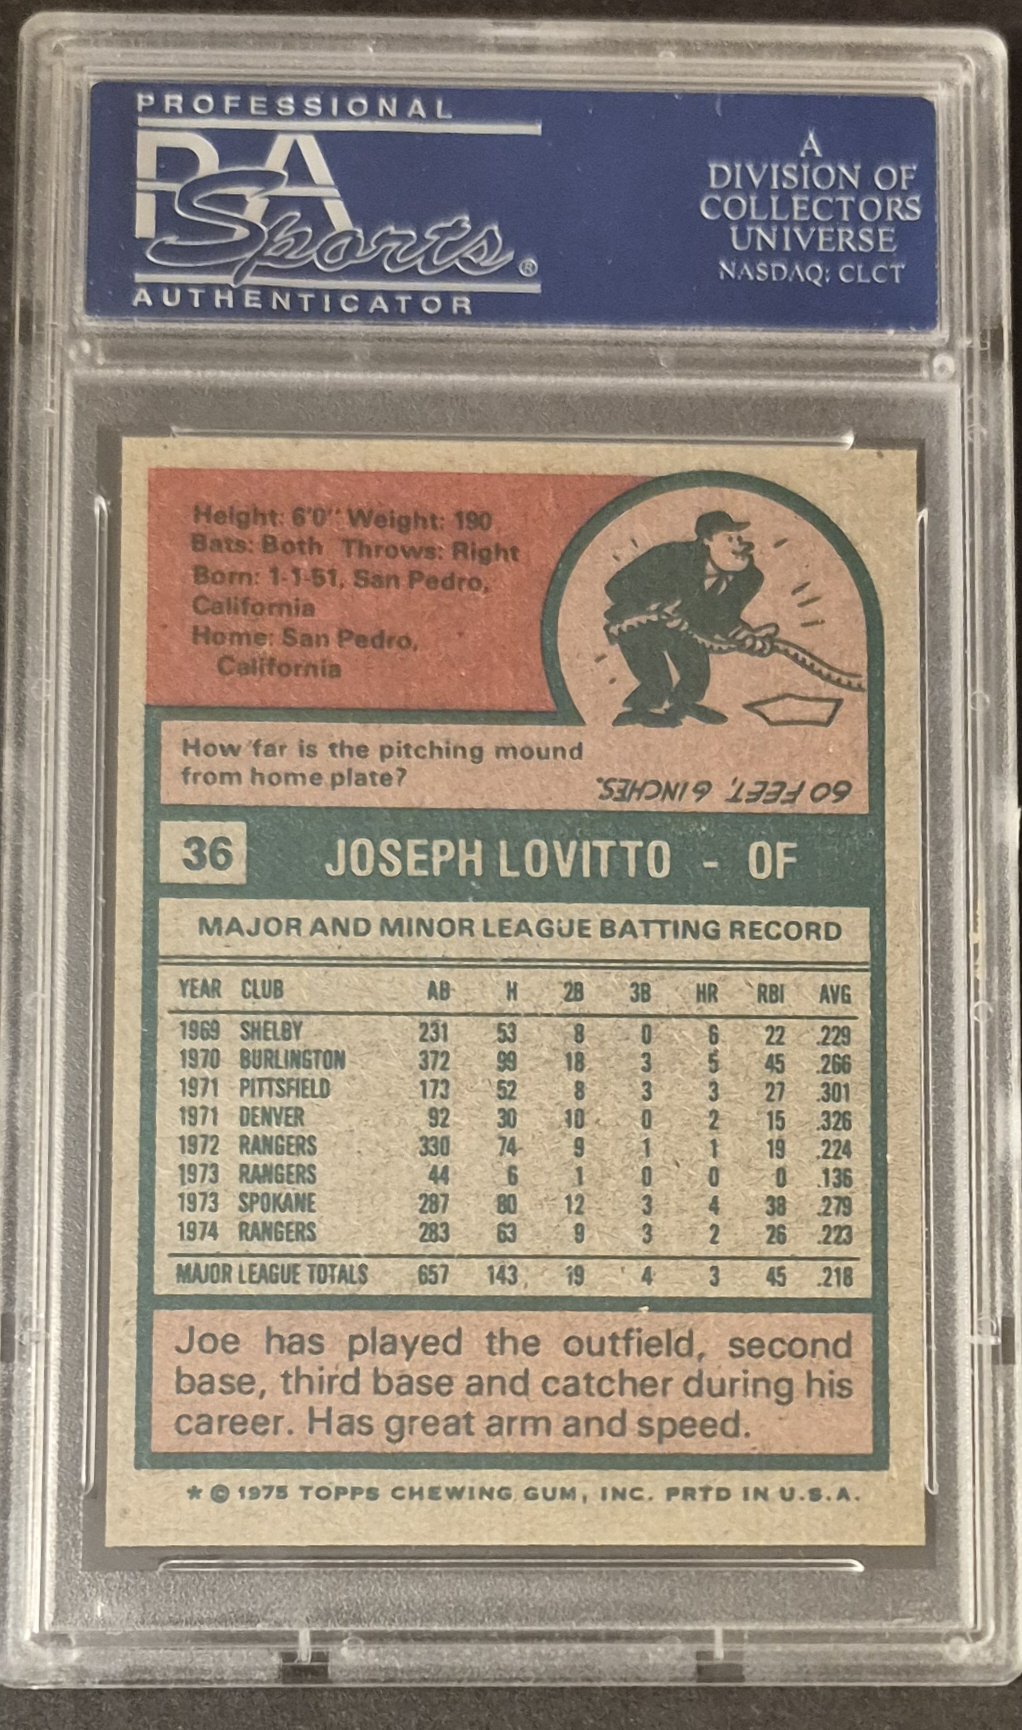 PROFESSIONAL
PSA
Sports®
AUTHENTICATOR
A
DIVISION OF
COLLECTORS
UNIVERSE
NASDAQ: CLCT
Height: 6'0" Weight: 190
Bats: Both Throws: Right
Born: 1-1-51, San Pedro,
California
Home: San Pedro,
California
How far is the pitching mound
from home plate?
60 FEET, 6 INCHES.
36 JOSEPH LOVITTO - OF
MAJOR AND MINOR LEAGUE BATTING RECORD
YEAR CLUB AB H 2B 3B HR RBI AVG
1969 SHELBY 231 53 8 0 6 22 .229
1970 BURLINGTON 372 99 18 3 5 45 .266
1971 PITTSFIELD 173 52 8 3 3 27 .301
1971 DENVER 92 30 10 0 2 15 .326
1972 RANGERS 330 74 9 1 1 19 .224
1973 RANGERS 44 6 1 0 0 0 .136
1973 SPOKANE 287 80 12 3 4 38 .279
1974 RANGERS 283 63 9 3 2 26 .223
MAJOR LEAGUE TOTALS 657 143 19 4 3 45 .218
Joe has played the outfield, second
base, third base and catcher during his
career. Has great arm and speed.
* © 1975 TOPPS CHEWING GUM, INC. PRTD IN U.S.A.